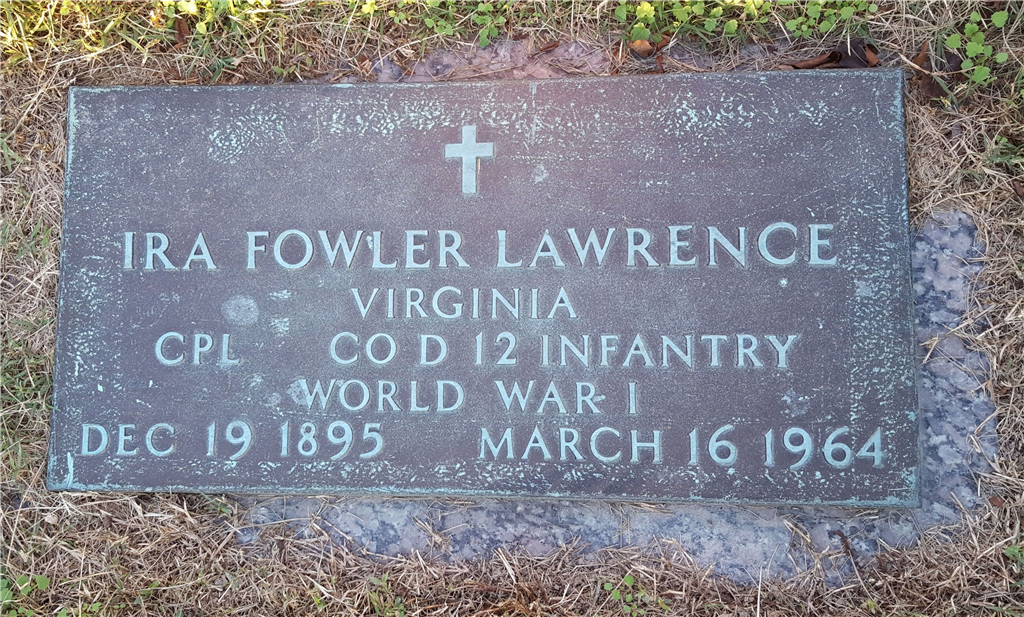 IRA FOWLER LAWRENCE
VIRGINIA
CPL CO D 12 INFANTRY
WORLD WAR I
DEC 19 1895 MARCH 16 1964